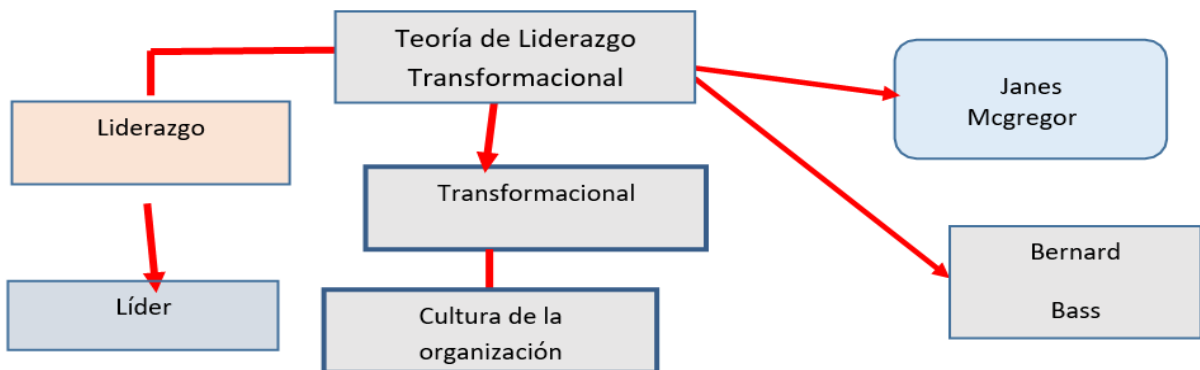 Teoría de Liderazgo
Transformacional
Janes
Mcgregor
Liderazgo
Transformacional
Bernard
Bass
Líder
Cultura de la
organización